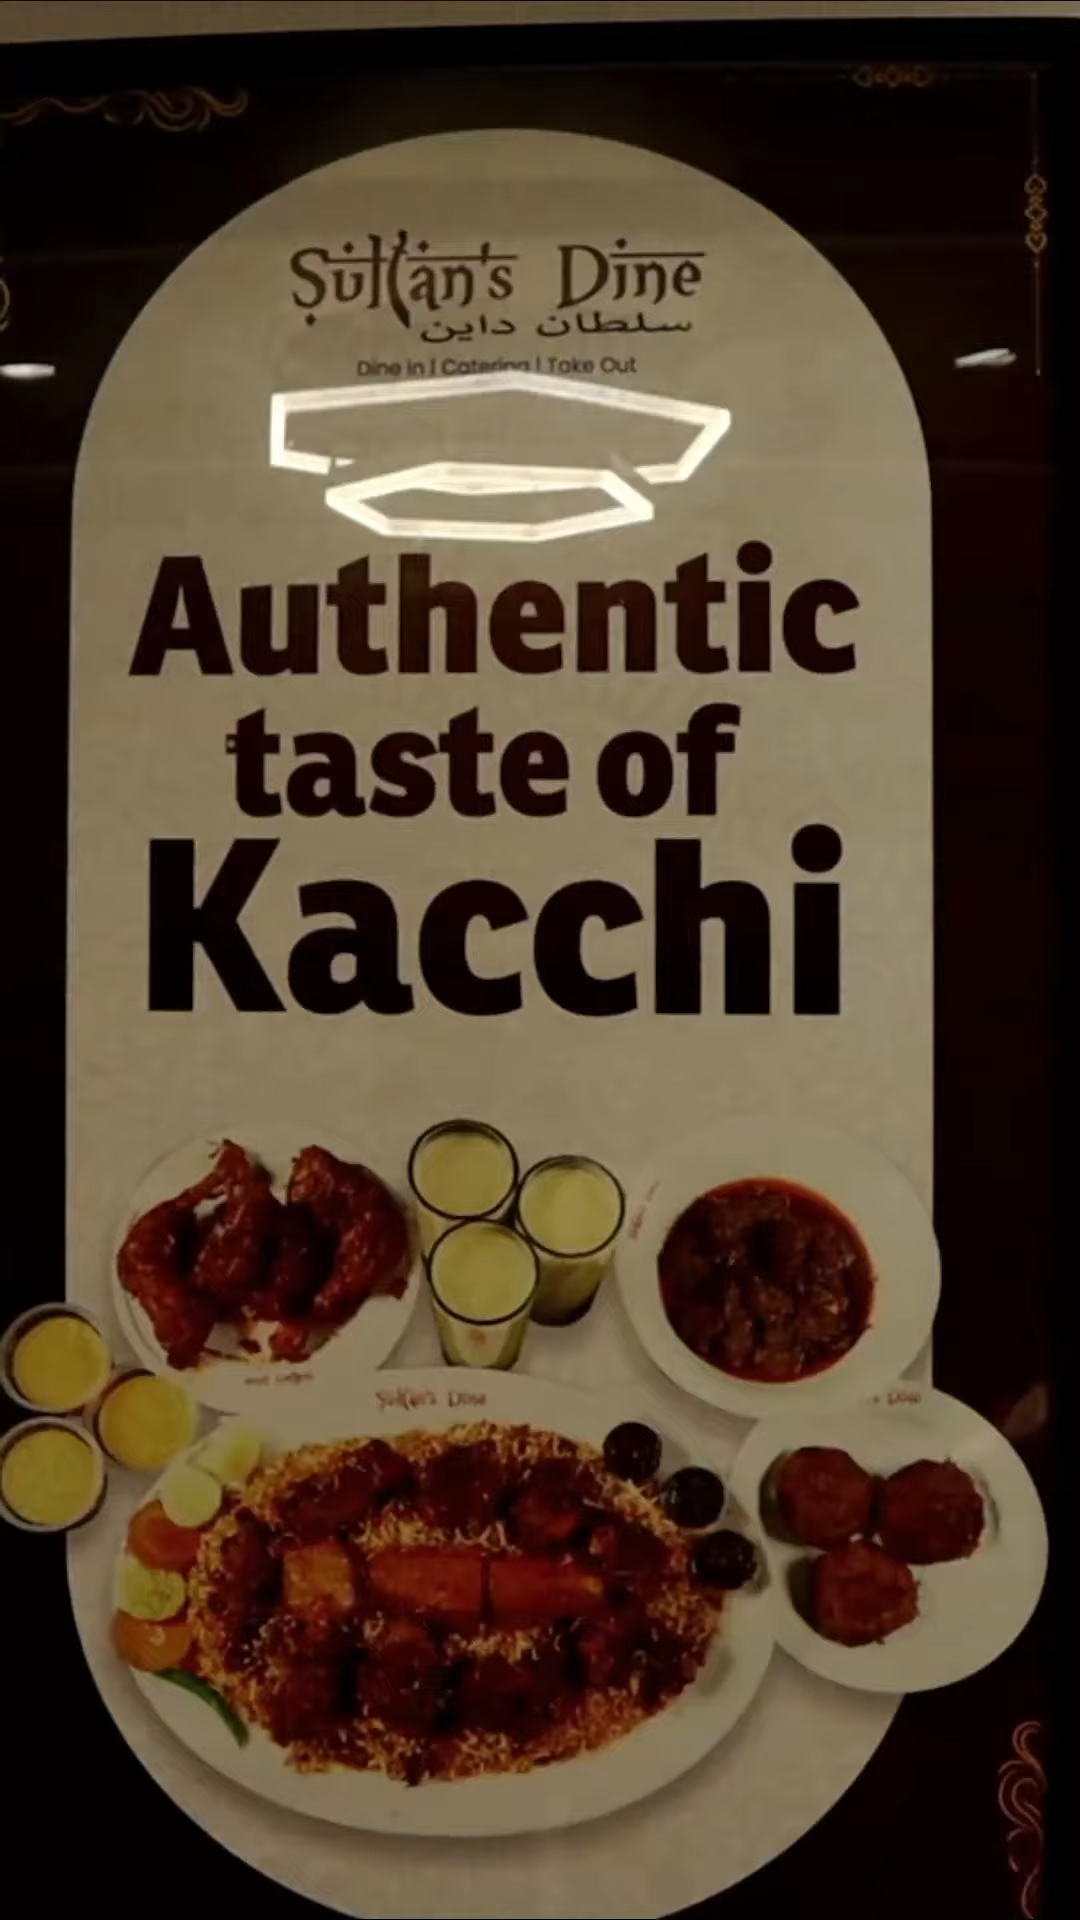 Sultan's Dine
سلطان داين
Dine in | Catering | Take Out
Authentic
taste of
Kacchi
Sultan's Dine